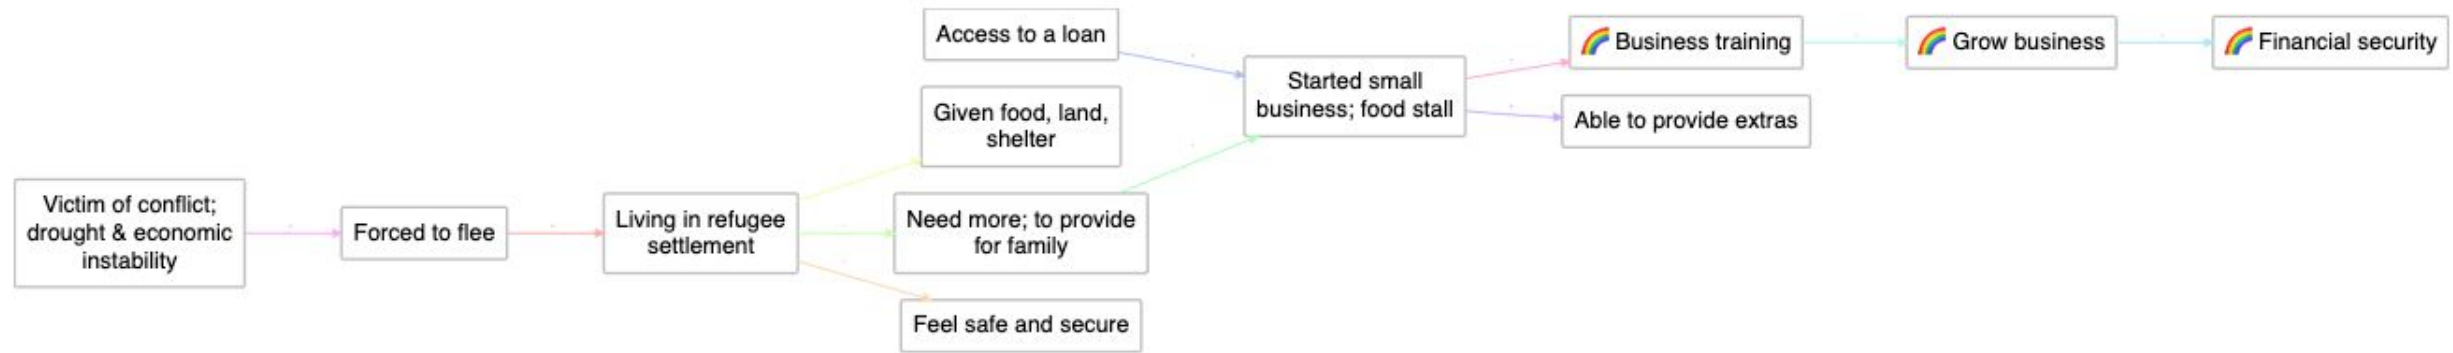 Victim of conflict;
drought & economic
instability
Forced to flee
Living in refugee
settlement
Access to a loan
Given food, land,
shelter
Need more; to provide
for family
Feel safe and secure
Started small
business; food stall
🌈 Business training
Able to provide extras
🌈 Grow business
🌈 Financial security